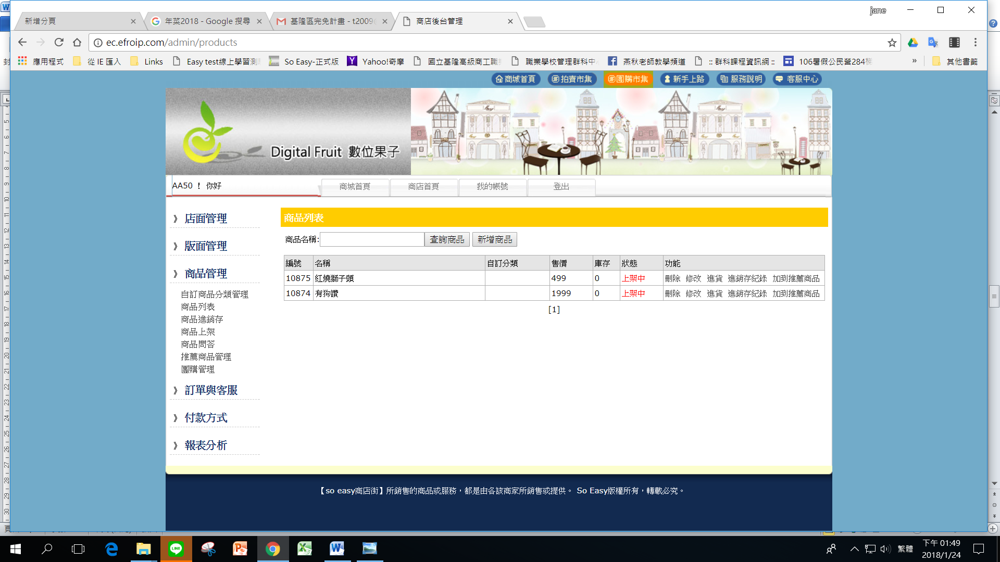 jane
新增分頁
年菜2018 - Google 搜尋
基隆區完免計畫 - t2009
商店後台管理
ec.efroip.com/admin/products
應用程式
從 IE 匯入
Links
Easy test線上學習測
So Easy-正式版
Yahoo!奇摩
國立基隆高級商工職
職業學校管理群科中
燕秋老師教學頻道
:: 群科課程資訊網 ::
106暑假公民營284
»
其他書籤
商城首頁
拍賣市集
團購市集
新手上路
服務說明
客服中心
Digital Fruit 數位果子
AA50 ！ 你好
商城首頁
商店首頁
我的帳號
登出
》 店面管理
》 版面管理
》 商品管理
自訂商品分類管理
商品列表
商品進銷存
商品上架
商品問答
推薦商品管理
團購管理
》 訂單與客服
》 付款方式
》 報表分析
商品列表
商品名稱:
查詢商品
新增商品
編號 名稱 自訂分類 售價 庫存 狀態 功能
10875 紅燒獅子頭 499 0 上架中 刪除 修改 進貨 進銷存紀錄 加到推薦商品
10874 有狗讚 1999 0 上架中 刪除 修改 進貨 進銷存紀錄 加到推薦商品
[1]
【so easy商店街】所銷售的商品或服務，都是由各該商家所銷售或提供。 So Easy版權所有，轉載必究。
繁體
下午 01:49
2018/1/24